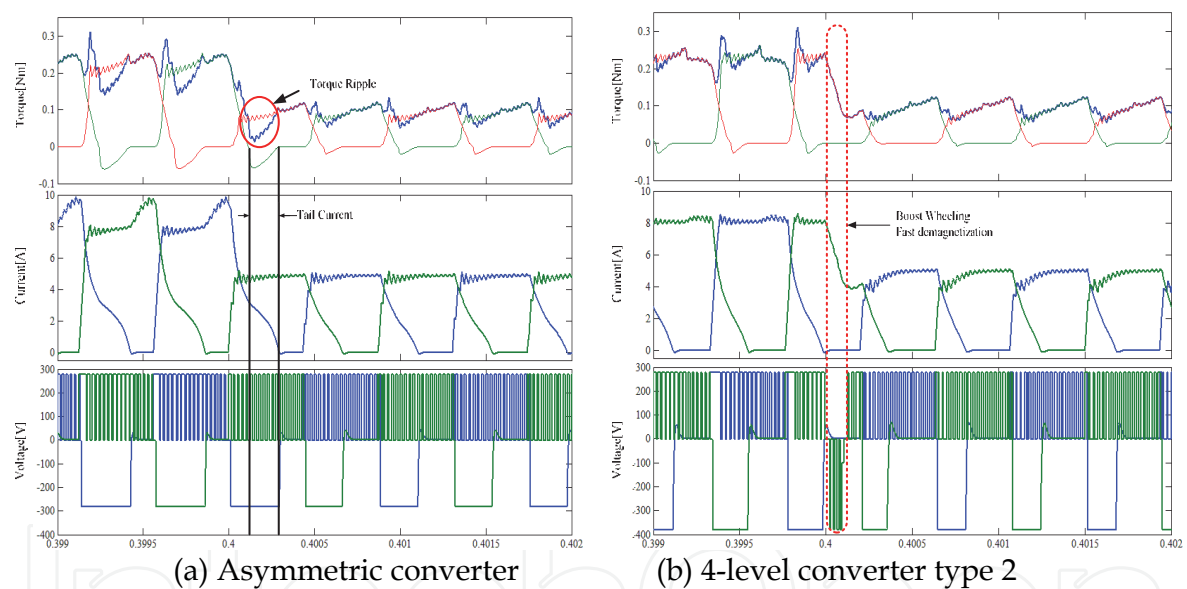 Torque[Nm]
0.3
0.2
0.1
0
-0.1
Torque Ripple
Current[A]
10
8
6
4
2
0
Tail Current
Voltage[V]
300
200
100
0
-100
-200
-300
-400
0.399 0.3995 0.4 0.4005 0.401 0.4015 0.402
(a) Asymmetric converter
Torque[Nm]
0.3
0.2
0.1
0
-0.1
Current[A]
10
8
6
4
2
0
Boost Wheeling
Fast demagnetization
Voltage[V]
300
200
100
0
-100
-200
-300
-400
0.399 0.3995 0.4 0.4005 0.401 0.4015 0.402
(b) 4-level converter type 2